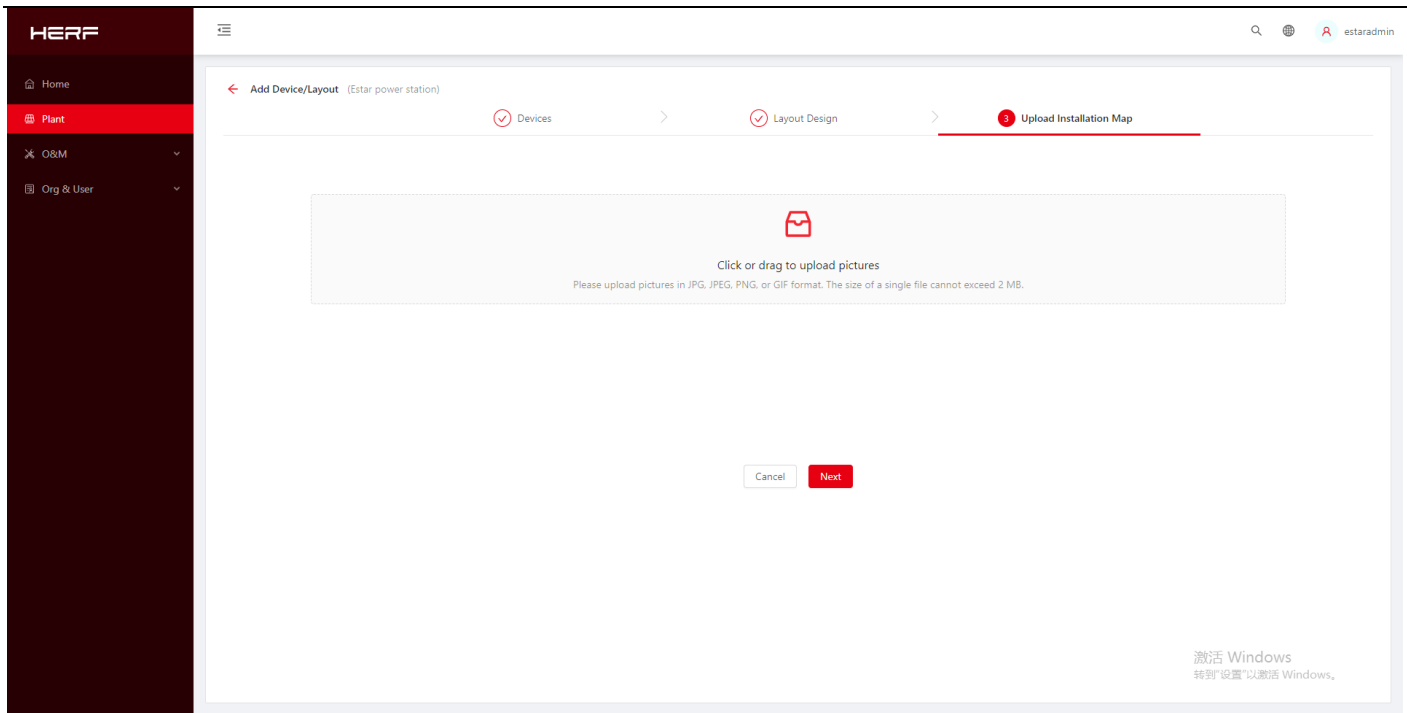 HERF
estaradmin
Home
Plant
O&M
Org & User
Add Device/Layout (Estar power station)
Devices
Layout Design
3 Upload Installation Map
Click or drag to upload pictures
Please upload pictures in JPG, JPEG, PNG, or GIF format. The size of a single file cannot exceed 2 MB.
Cancel
Next
激活 Windows
转到"设置"以激活 Windows。